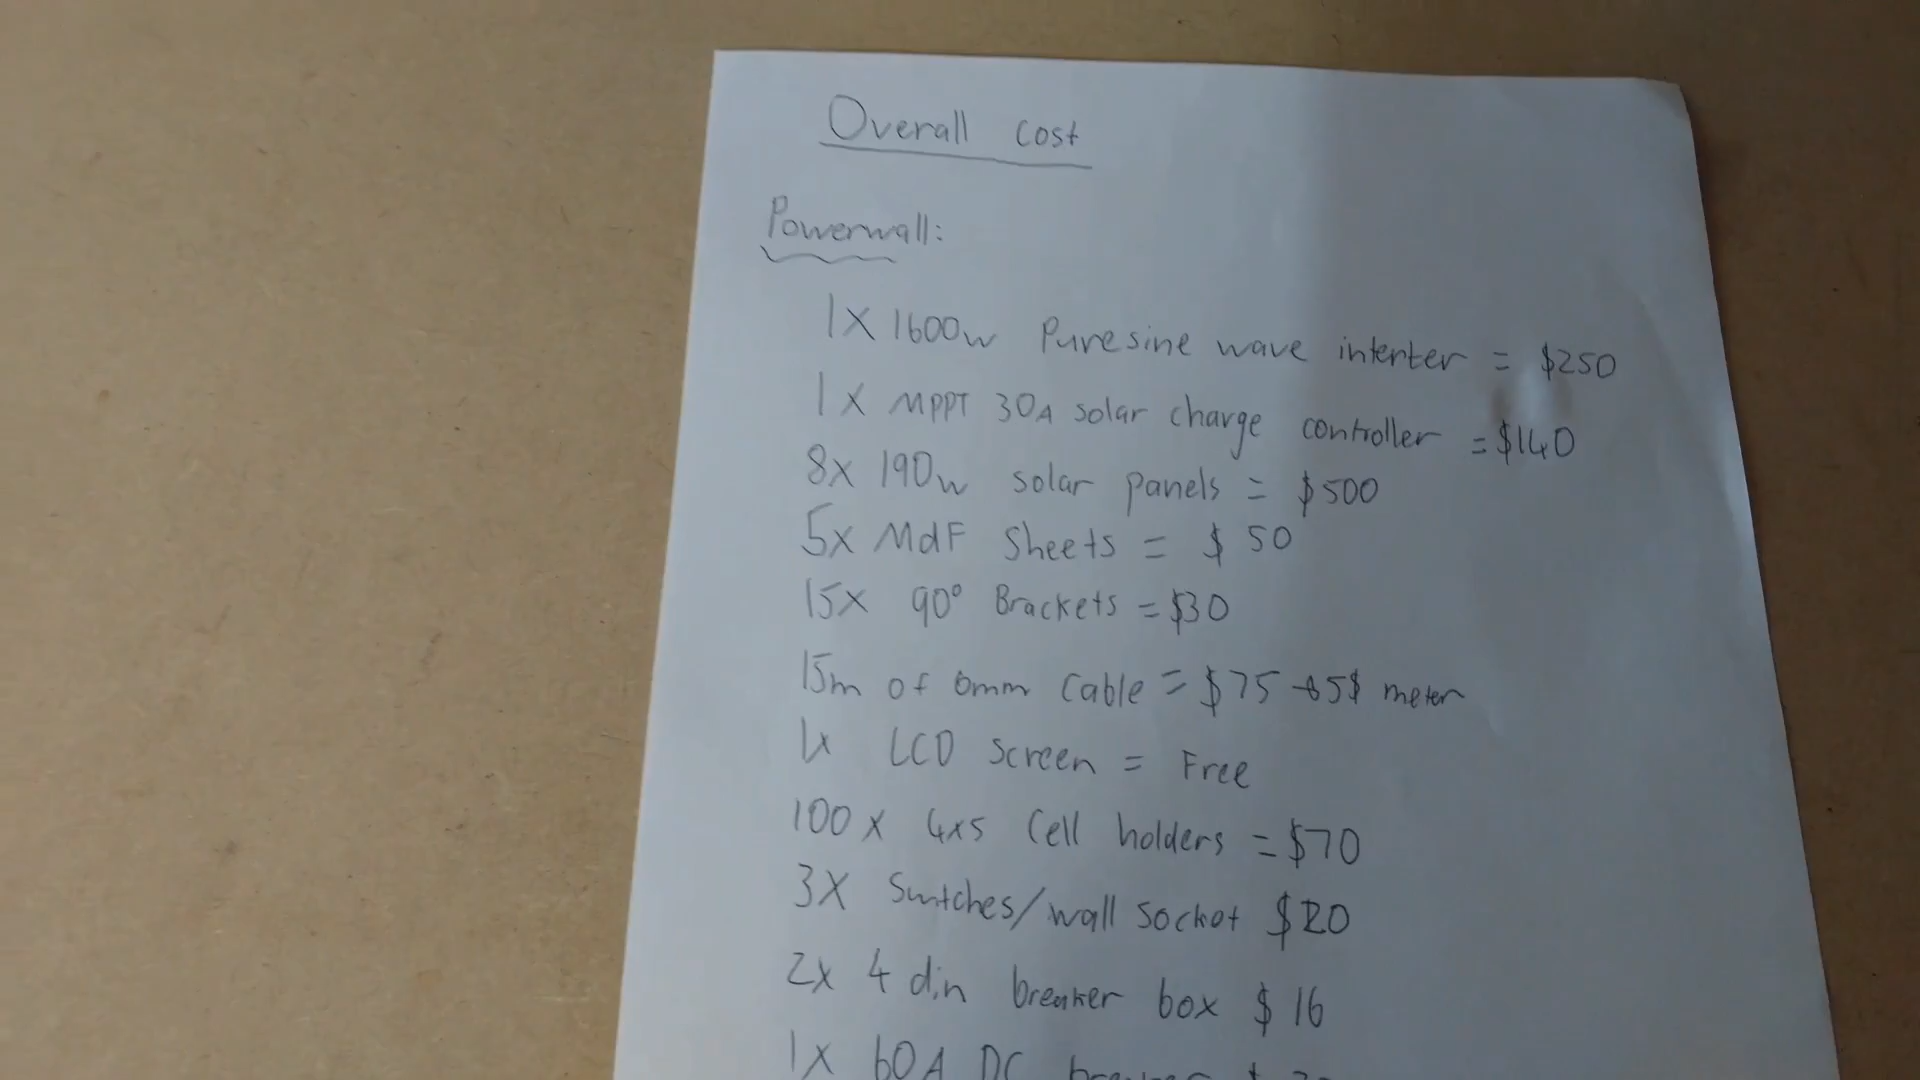 Overall cost
Powerwall:
1X 1600w Puresine wave interter = $250
1X MPPT 30A solar charge controller = $140
8X 190w solar panels = $500
5x MdF Sheets = $ 50
15X 90° Brackets = $30
15m of 6mm Cable = $75 → 5$ meter
1x LCD screen = Free
100 x 4x5 Cell holders = $70
3X Switches/wall socket $20
2x 4 din breaker box $ 16
1X 60A DC